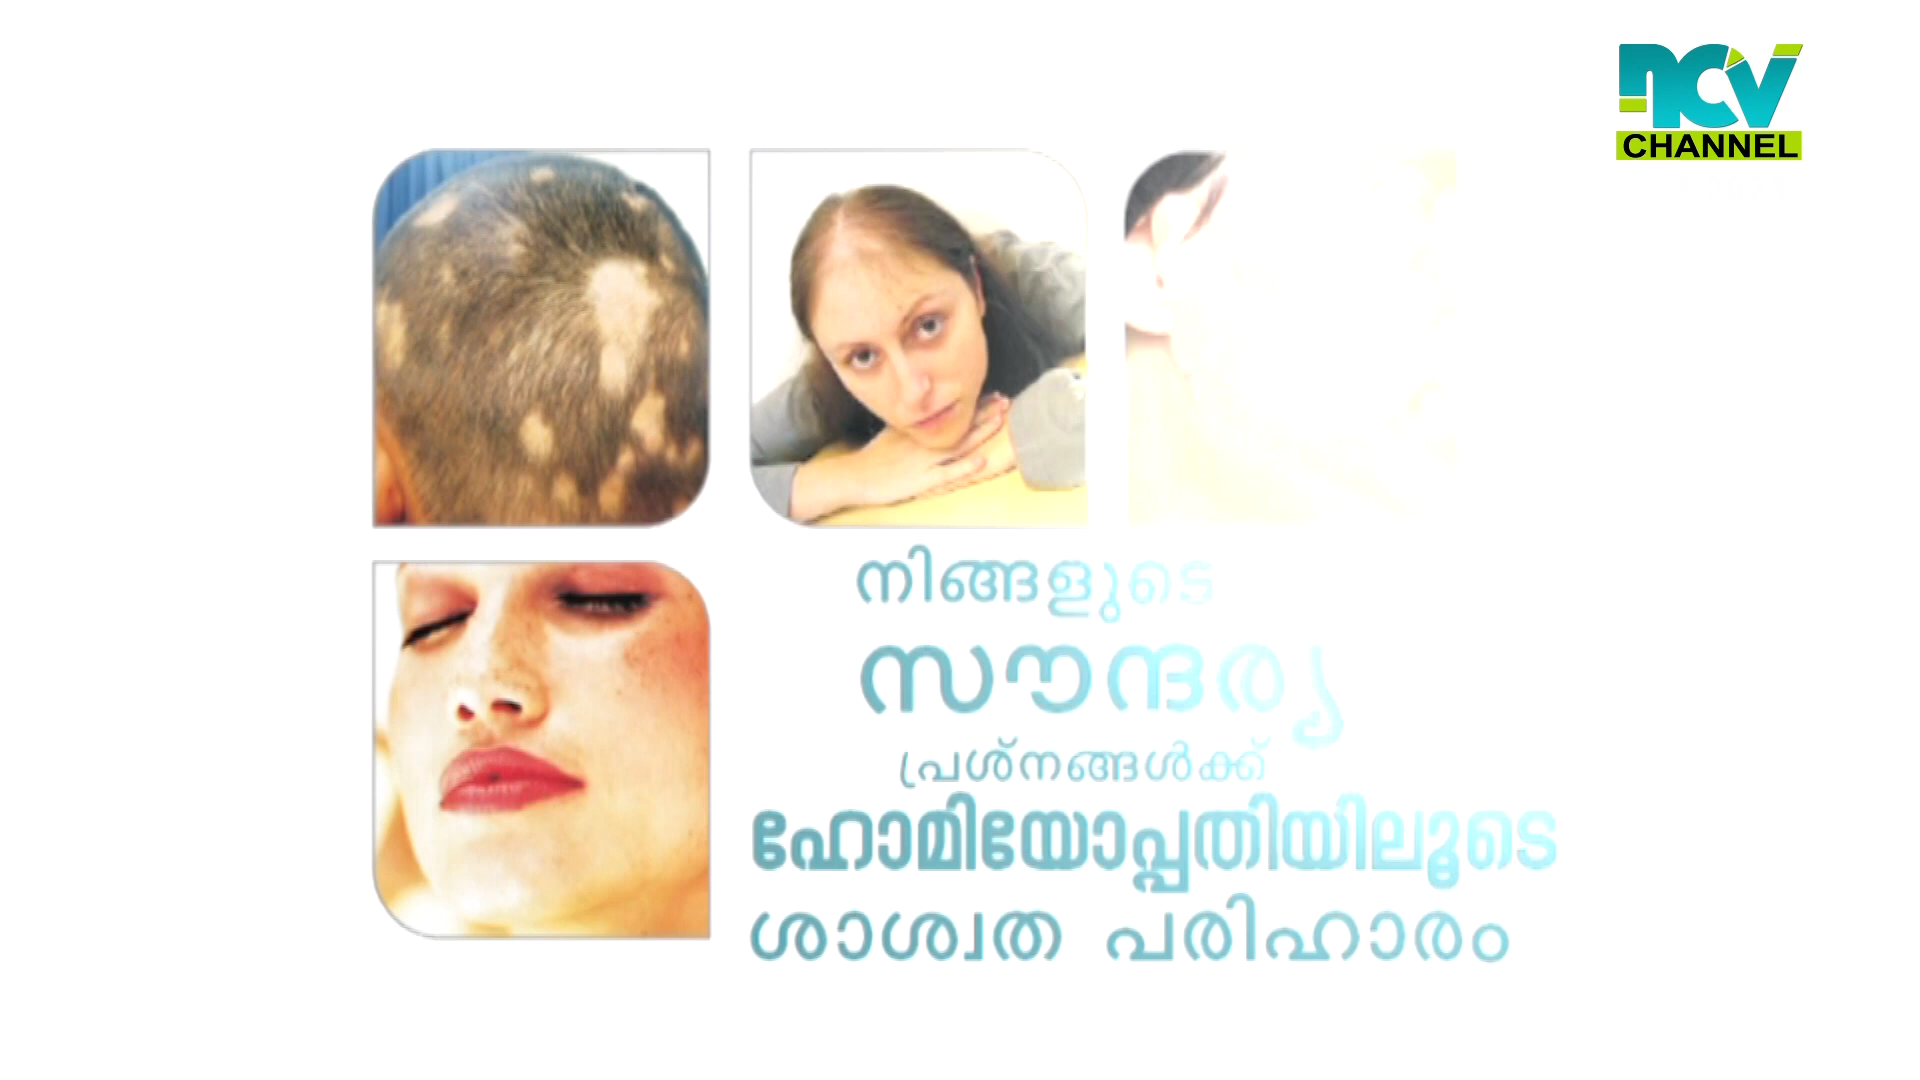 NCV
CHANNEL
നിങ്ങളുടെ
സൗന്ദര്യ
പ്രശ്നങ്ങൾക്ക്
ഹോമിയോപ്പതിയിലൂടെ
ശാശ്വത പരിഹാരം